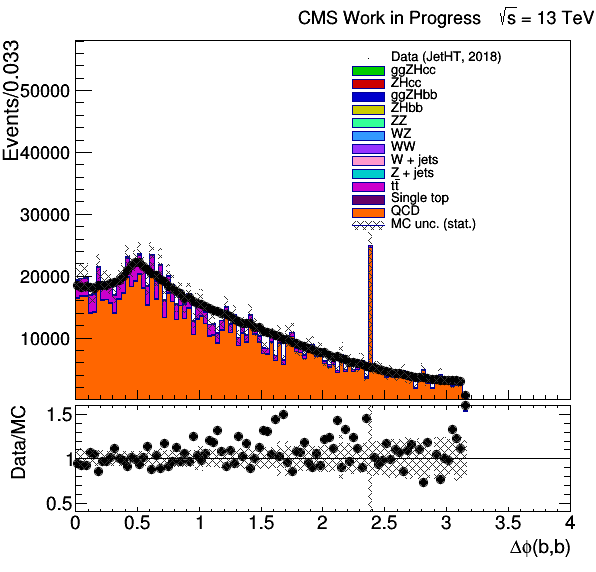 CMS Work in Progress √s = 13 TeV
Events/0.033
50000
40000
30000
20000
10000
Data (JetHT, 2018)
ggZHcc
ZHcc
ggZHbb
ZHbb
ZZ
WZ
WW
W + jets
Z + jets
tt̄
Single top
QCD
MC unc. (stat.)
Data/MC
1.5
1
0.5
0 0.5 1 1.5 2 2.5 3 3.5 4
Δϕ(b,b)